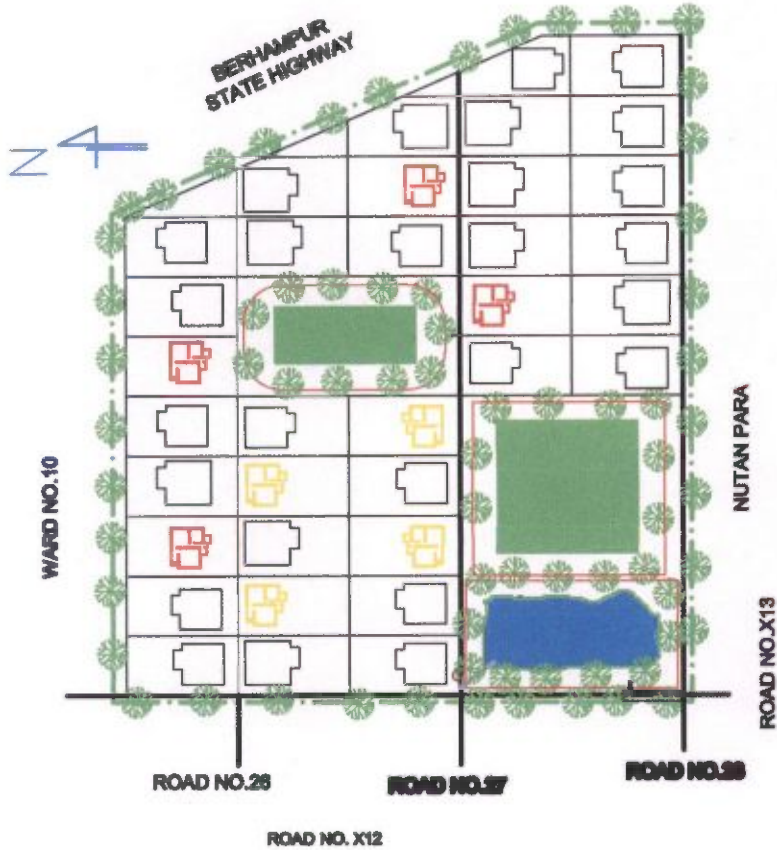 BERHAMPUR
STATE HIGHWAY
N
WARD NO.10
NUTAN PARA
ROAD NO.X13
ROAD NO.26
ROAD NO.27
ROAD NO.28
ROAD NO. X12